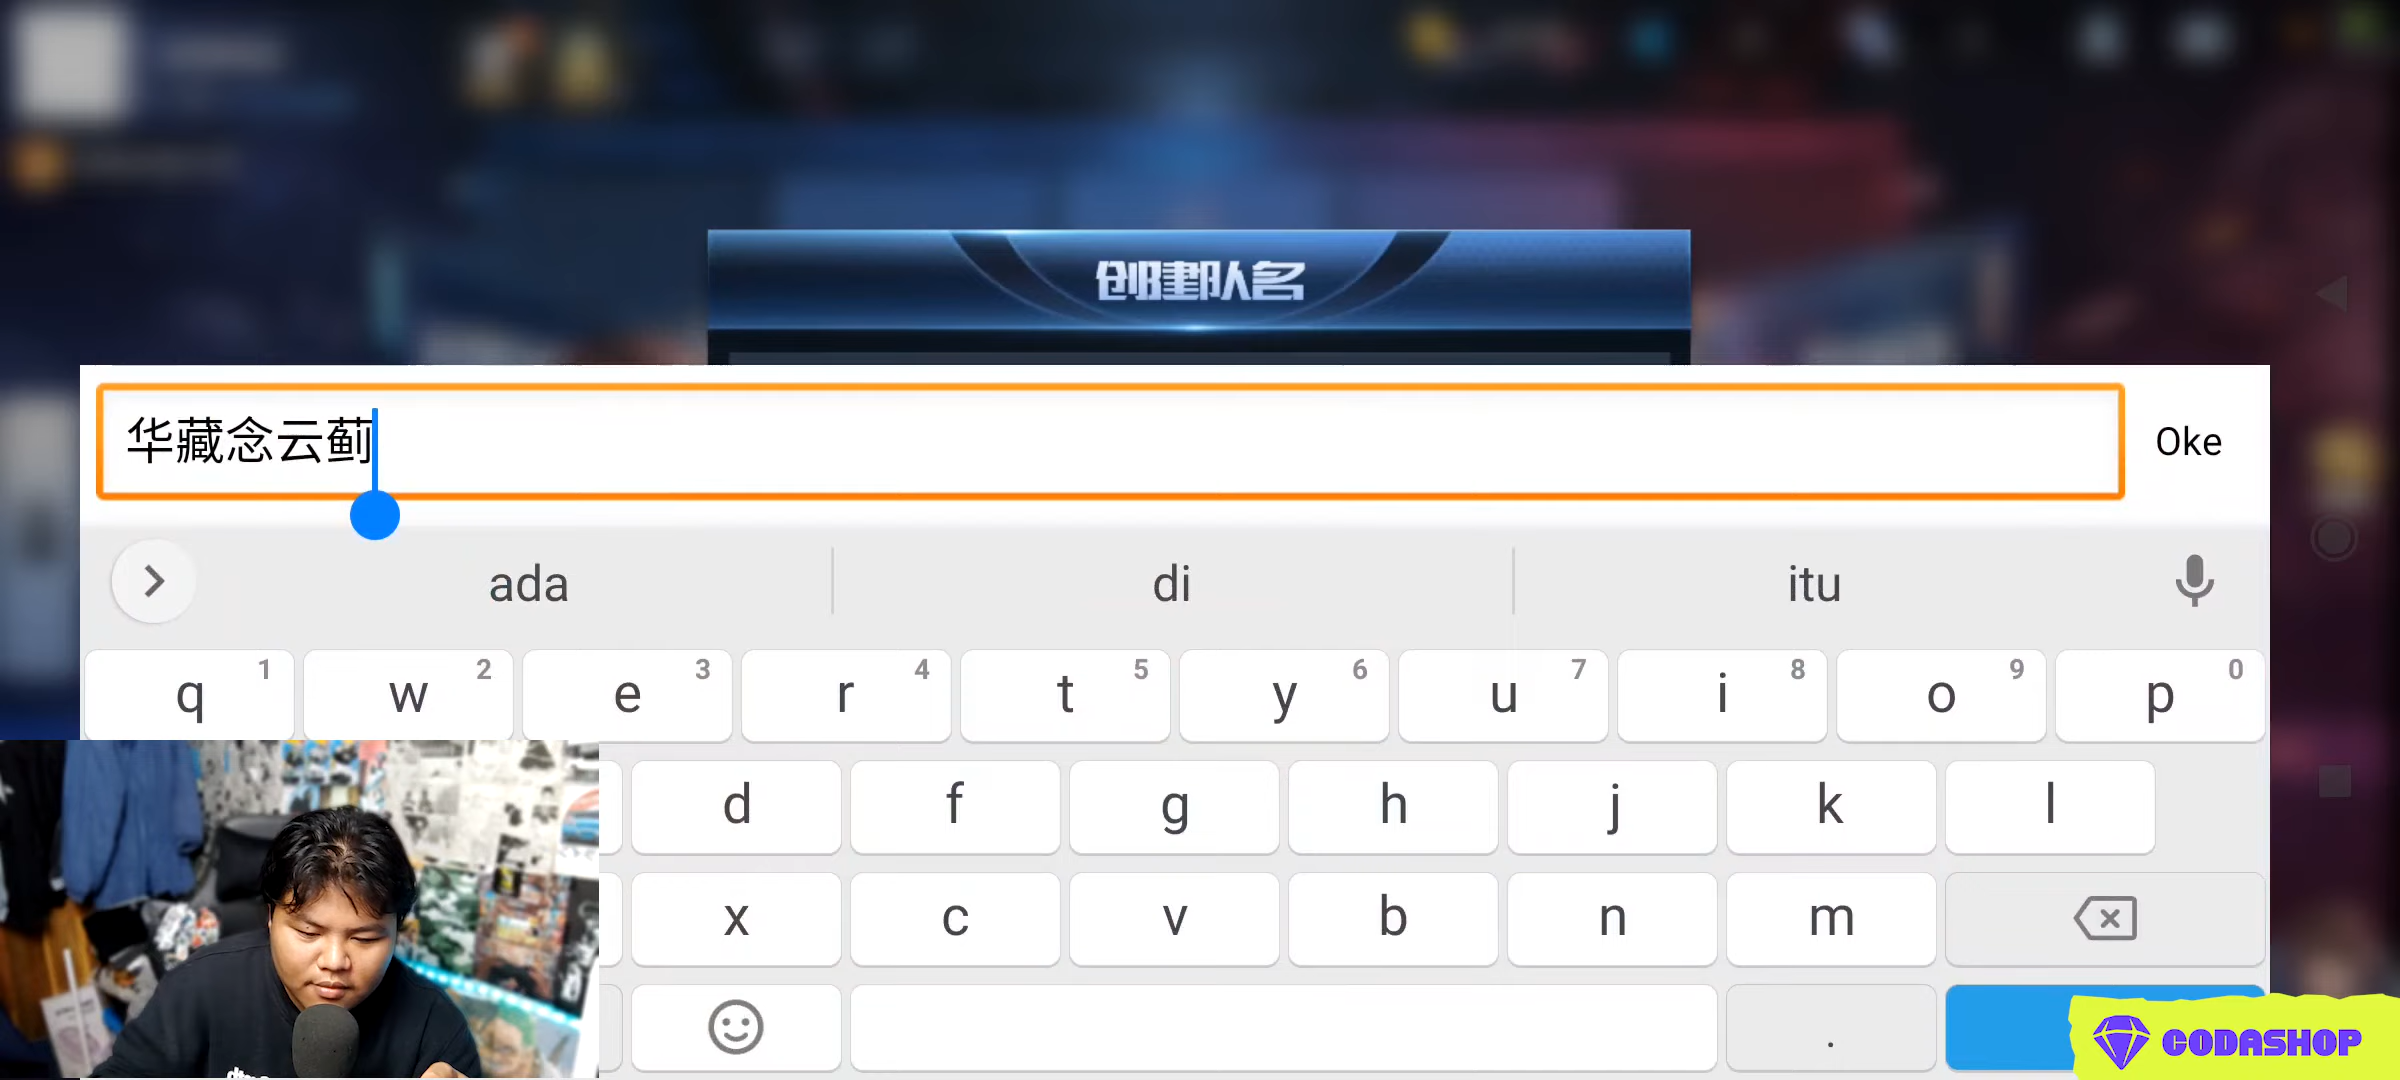 创建队名
华藏念云蓟
Oke
ada di itu
q 1 w 2 e 3 r 4 t 5 y 6 u 7 i 8 o 9 p 0
d f g h j k l
x c v b n m
.
CODASHOP